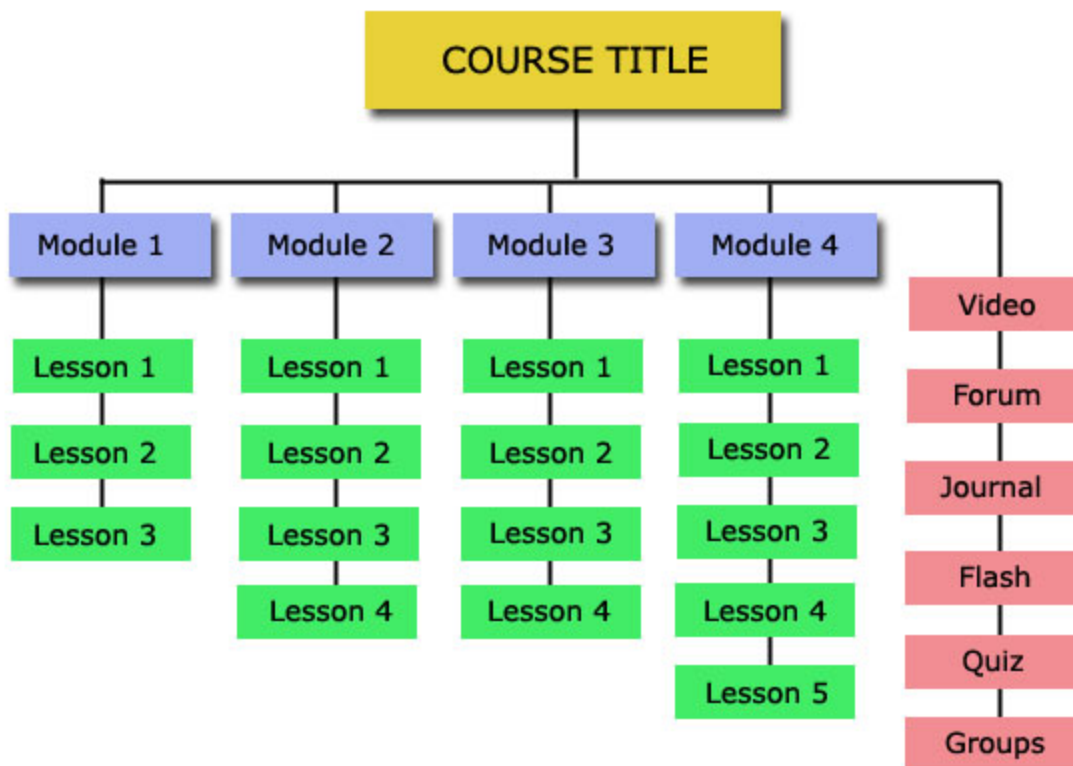 COURSE TITLE
Module 1
Module 2
Module 3
Module 4
Video
Lesson 1
Lesson 1
Lesson 1
Lesson 1
Forum
Lesson 2
Lesson 2
Lesson 2
Lesson 2
Journal
Lesson 3
Lesson 3
Lesson 3
Lesson 3
Flash
Lesson 4
Lesson 4
Lesson 4
Quiz
Lesson 5
Groups